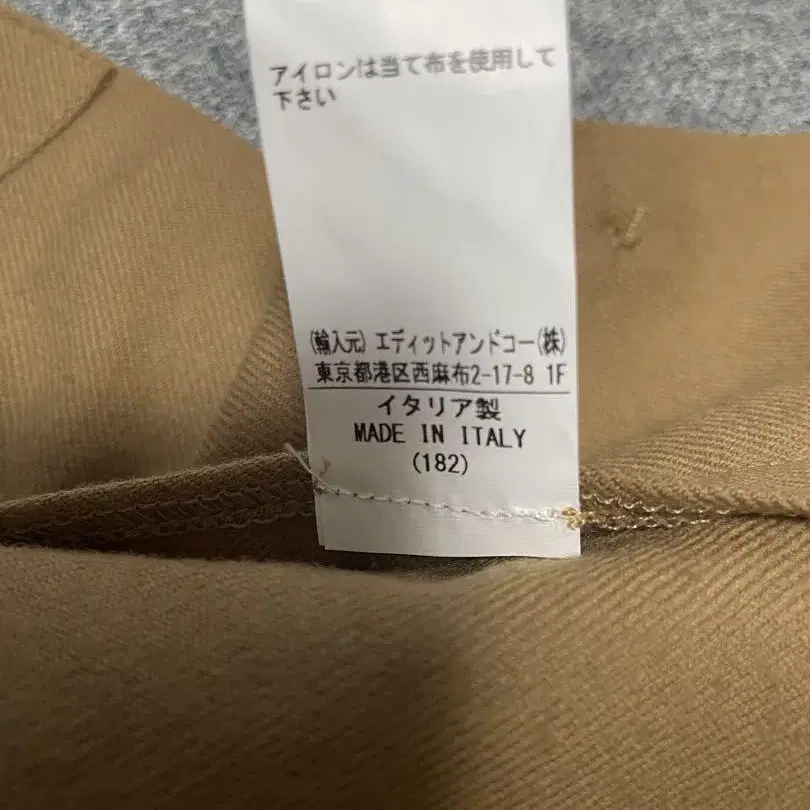 アイロンは当て布を使用して
下さい
(輸入元) エディットアンドコー(株)
東京都港区西麻布2-17-8 1F
イタリア製
MADE IN ITALY
(182)